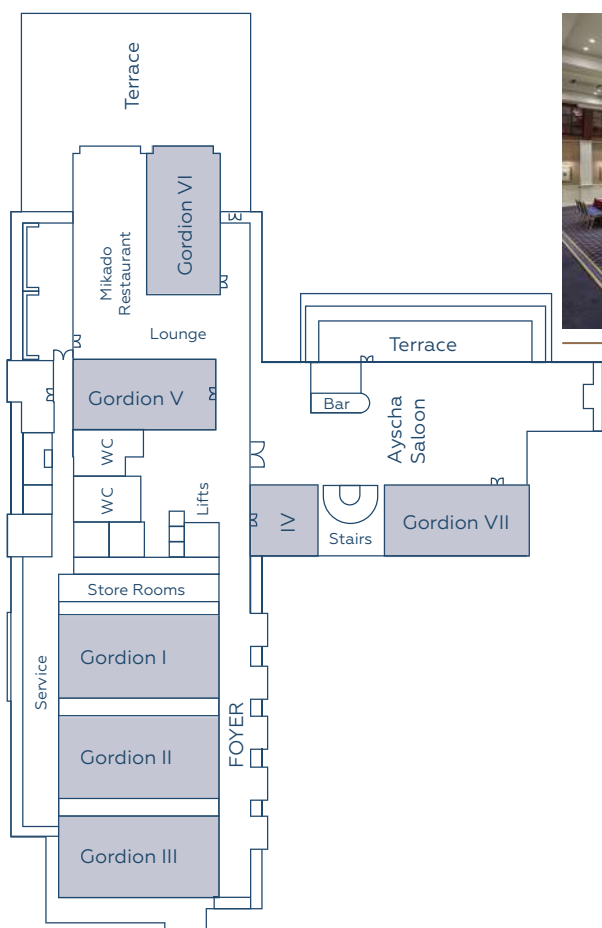 Terrace
Gordion VI
Mikado
Restaurant
Lounge
Terrace
Gordion V
Bar
Ayscha
Saloon
WC
WC
Lifts
IV
Stairs
Gordion VII
Store Rooms
Gordion I
Service
FOYER
Gordion II
Gordion III